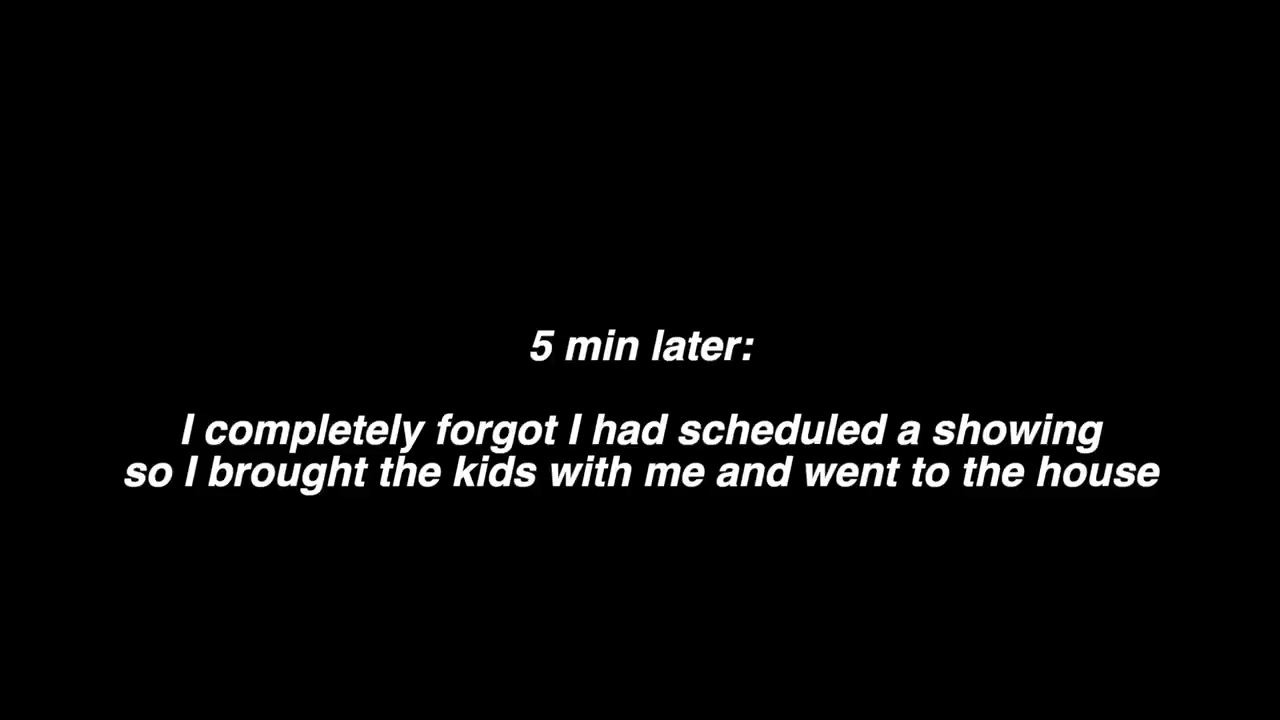 5 min later:
I completely forgot I had scheduled a showing
so I brought the kids with me and went to the house